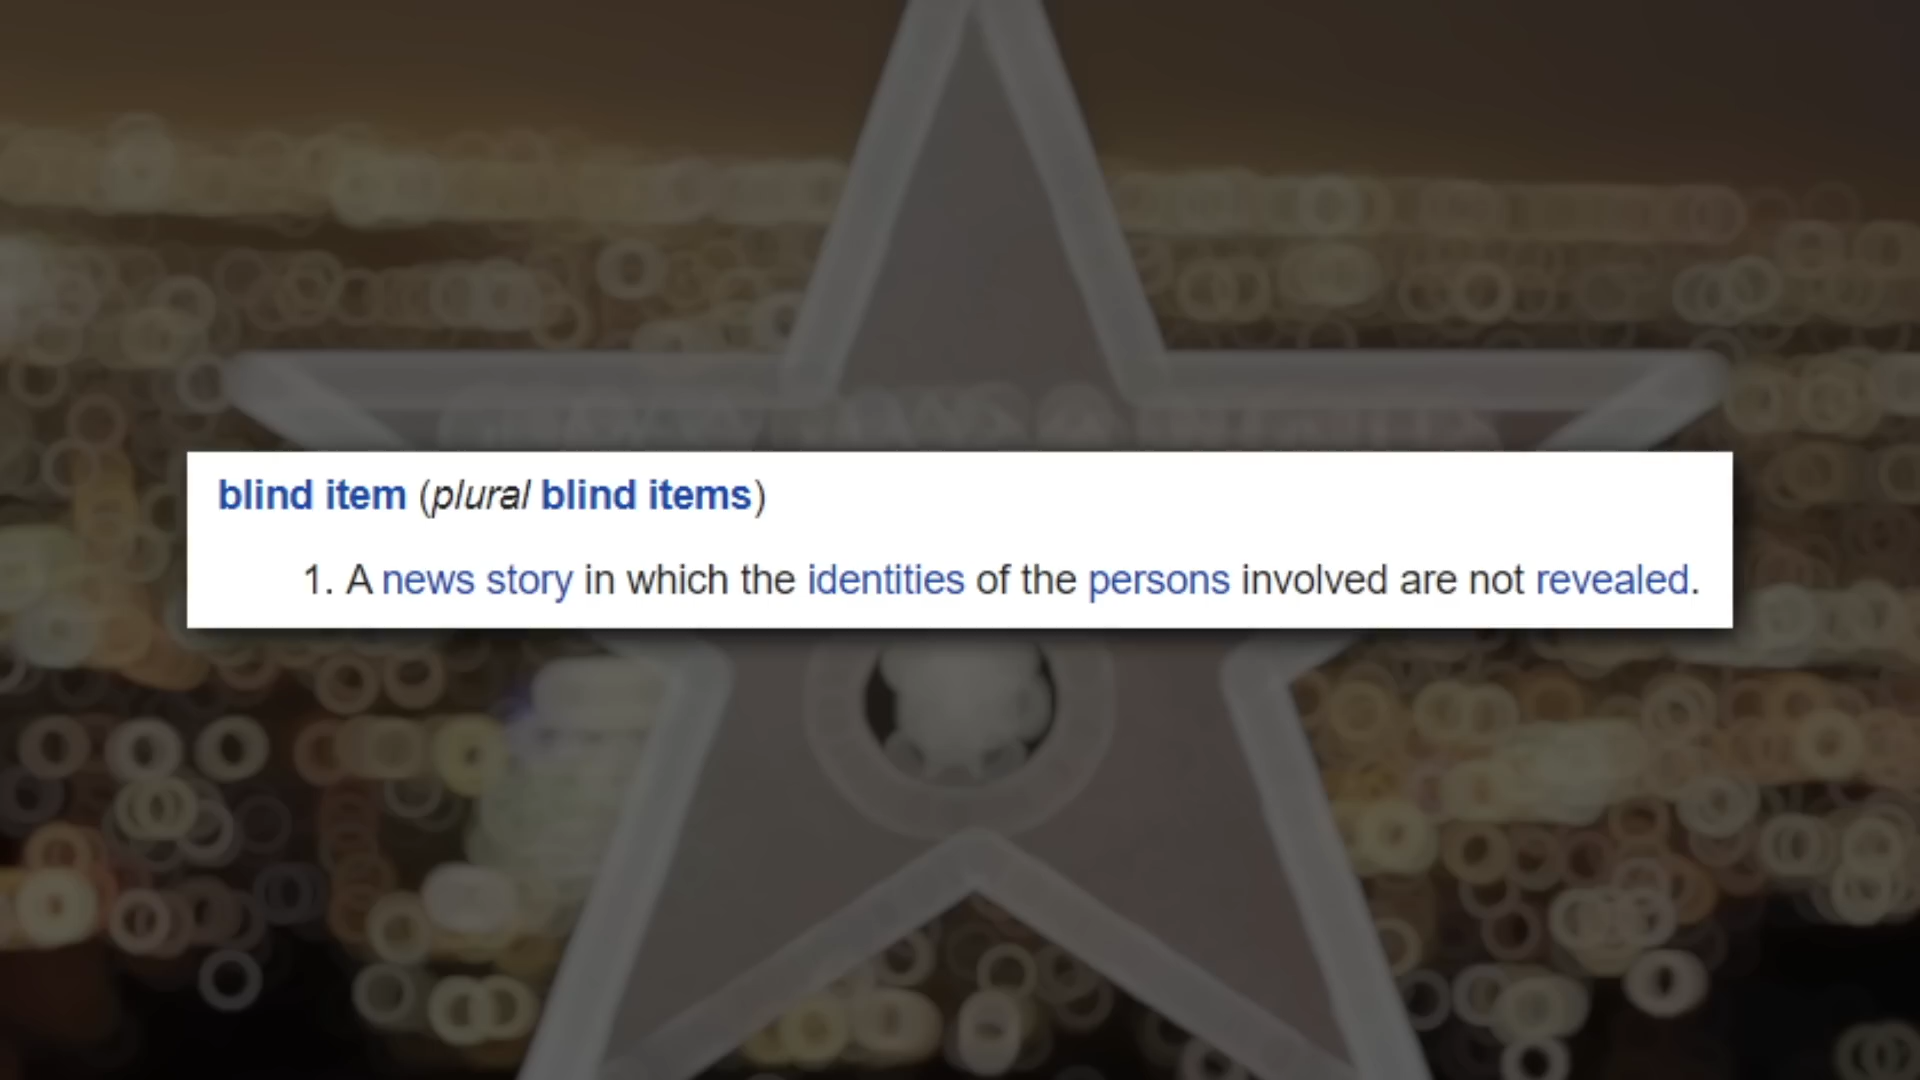 blind item (plural blind items)
1. A news story in which the identities of the persons involved are not revealed.